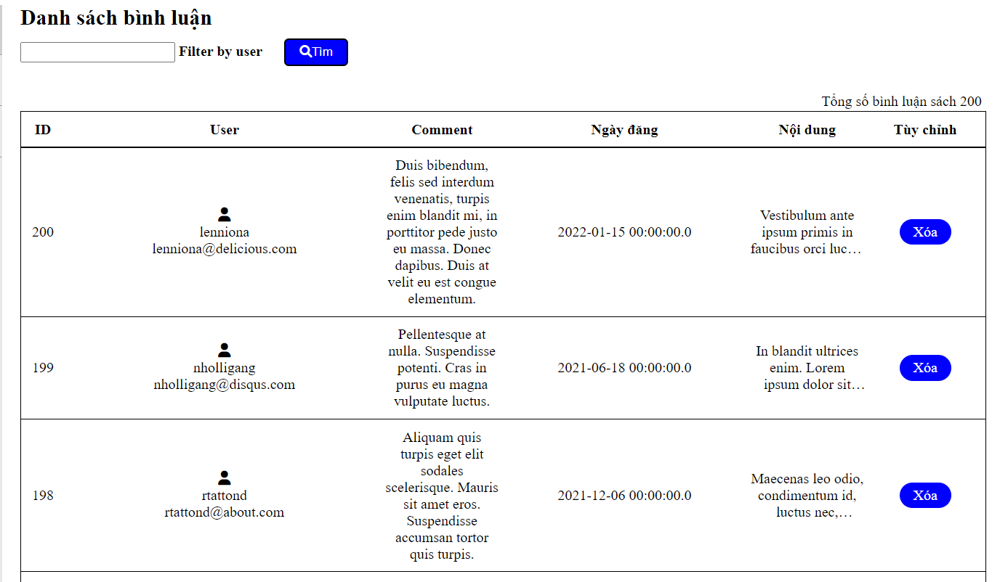 Danh sách bình luận
Filter by user
Tìm
Tổng số bình luận sách 200
ID User Comment Ngày đăng Nội dung Tùy chỉnh
Duis bibendum,
felis sed interdum
venenatis, turpis
enim blandit mi, in
porttitor pede justo
eu massa. Donec
dapibus. Duis at
velit eu est congue
elementum.
200
lenniona
lenniona@delicious.com
2022-01-15 00:00:00.0
Vestibulum ante
ipsum primis in
faucibus orci luc…
Xóa
Pellentesque at
nulla. Suspendisse
potenti. Cras in
purus eu magna
vulputate luctus.
199
nholligang
nholligang@disqus.com
2021-06-18 00:00:00.0
In blandit ultrices
enim. Lorem
ipsum dolor sit…
Xóa
Aliquam quis
turpis eget elit
sodales
scelerisque. Mauris
sit amet eros.
Suspendisse
accumsan tortor
quis turpis.
198
rtattond
rtattond@about.com
2021-12-06 00:00:00.0
Maecenas leo odio,
condimentum id,
luctus nec,…
Xóa